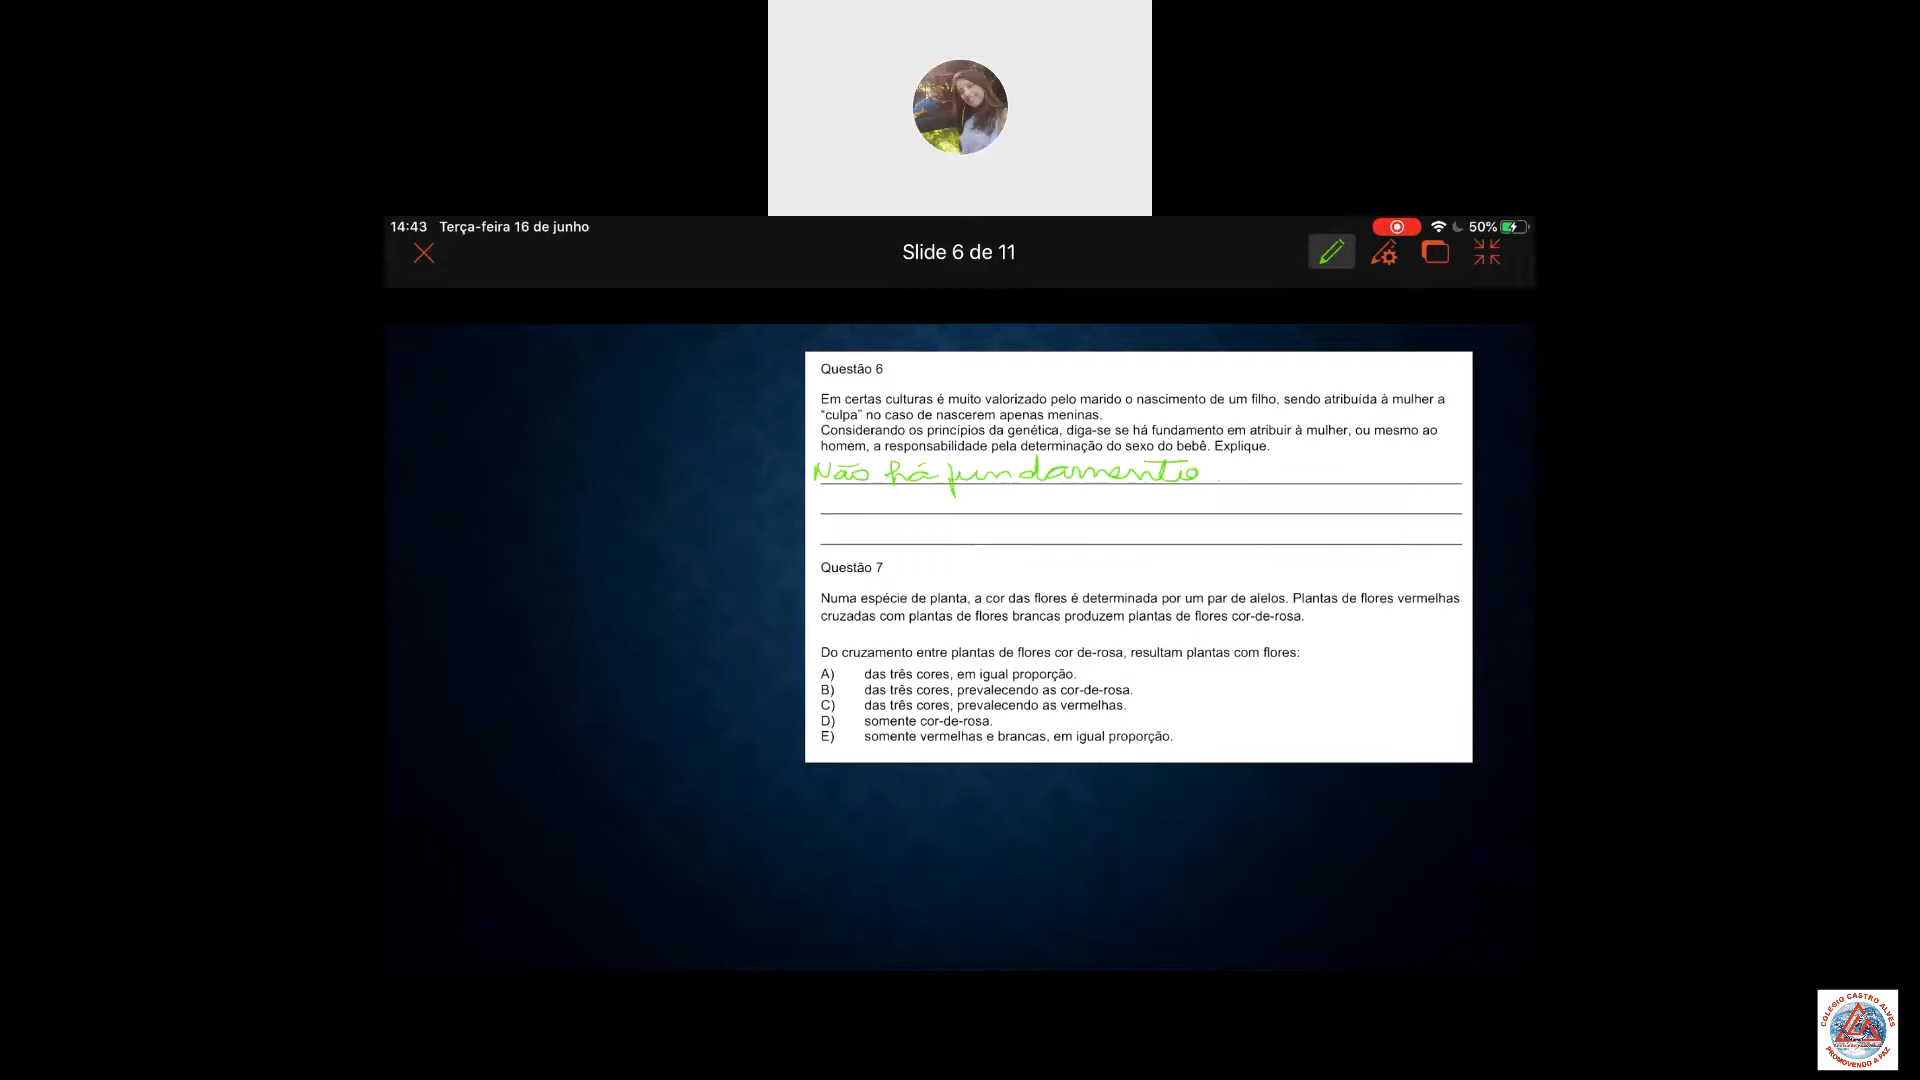 14:43 Terça-feira 16 de junho
50%
Slide 6 de 11
Questão 6
Em certas culturas é muito valorizado pelo marido o nascimento de um filho, sendo atribuída à mulher a
“culpa” no caso de nascerem apenas meninas.
Considerando os princípios da genética, diga-se se há fundamento em atribuir à mulher, ou mesmo ao
homem, a responsabilidade pela determinação do sexo do bebê. Explique.
Não há fundamento
Questão 7
Numa espécie de planta, a cor das flores é determinada por um par de alelos. Plantas de flores vermelhas
cruzadas com plantas de flores brancas produzem plantas de flores cor-de-rosa.
Do cruzamento entre plantas de flores cor de-rosa, resultam plantas com flores:
A) das três cores, em igual proporção.
B) das três cores, prevalecendo as cor-de-rosa.
C) das três cores, prevalecendo as vermelhas.
D) somente cor-de-rosa.
E) somente vermelhas e brancas, em igual proporção.
COLEGIO CASTRO ALVES
PROMOVENDO A PAZ